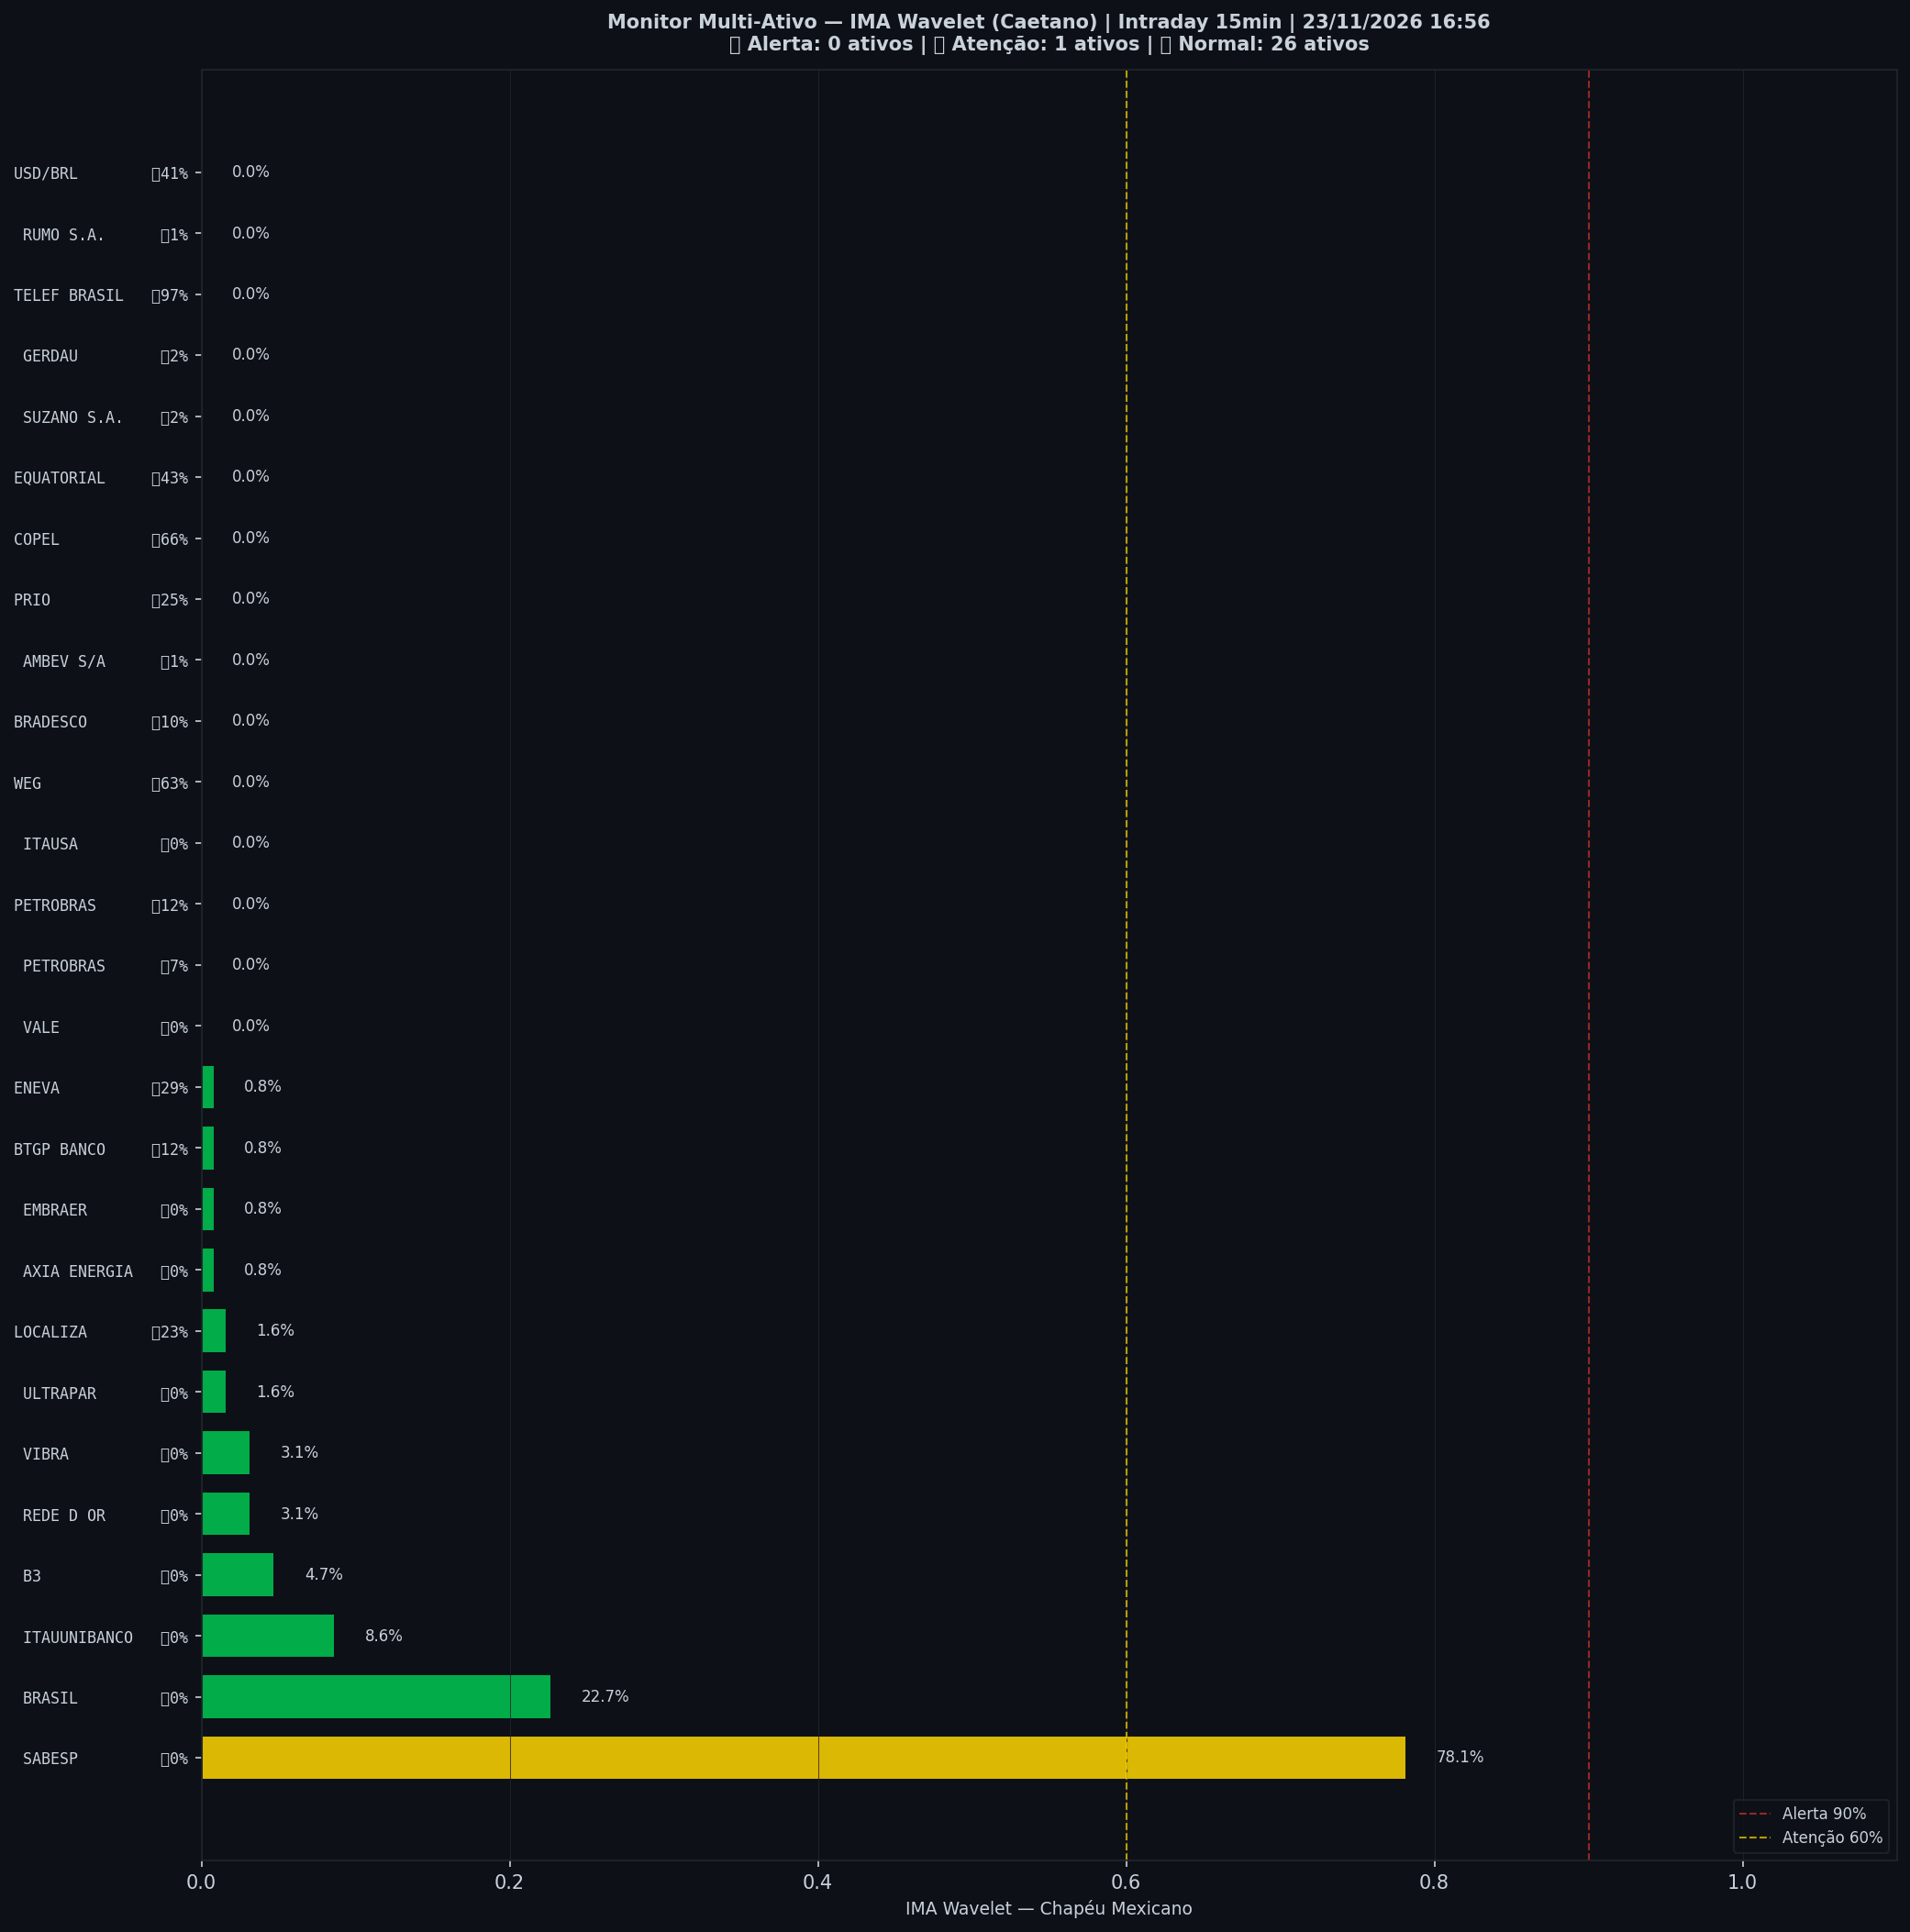 Monitor Multi-Ativo — IMA Wavelet (Caetano) | Intraday 15min | 23/11/2026 16:56
▯ Alerta: 0 ativos | ▯ Atenção: 1 ativos | ▯ Normal: 26 ativos
USD/BRL ▯41% 0.0%
RUMO S.A. ▯1% 0.0%
TELEF BRASIL ▯97% 0.0%
GERDAU ▯2% 0.0%
SUZANO S.A. ▯2% 0.0%
EQUATORIAL ▯43% 0.0%
COPEL ▯66% 0.0%
PRIO ▯25% 0.0%
AMBEV S/A ▯1% 0.0%
BRADESCO ▯10% 0.0%
WEG ▯63% 0.0%
ITAUSA ▯0% 0.0%
PETROBRAS ▯12% 0.0%
PETROBRAS ▯7% 0.0%
VALE ▯0% 0.0%
ENEVA ▯29% 0.8%
BTGP BANCO ▯12% 0.8%
EMBRAER ▯0% 0.8%
AXIA ENERGIA ▯0% 0.8%
LOCALIZA ▯23% 1.6%
ULTRAPAR ▯0% 1.6%
VIBRA ▯0% 3.1%
REDE D OR ▯0% 3.1%
B3 ▯0% 4.7%
ITAUUNIBANCO ▯0% 8.6%
BRASIL ▯0% 22.7%
SABESP ▯0% 78.1%
Alerta 90%
Atenção 60%
0.0 0.2 0.4 0.6 0.8 1.0
IMA Wavelet — Chapéu Mexicano